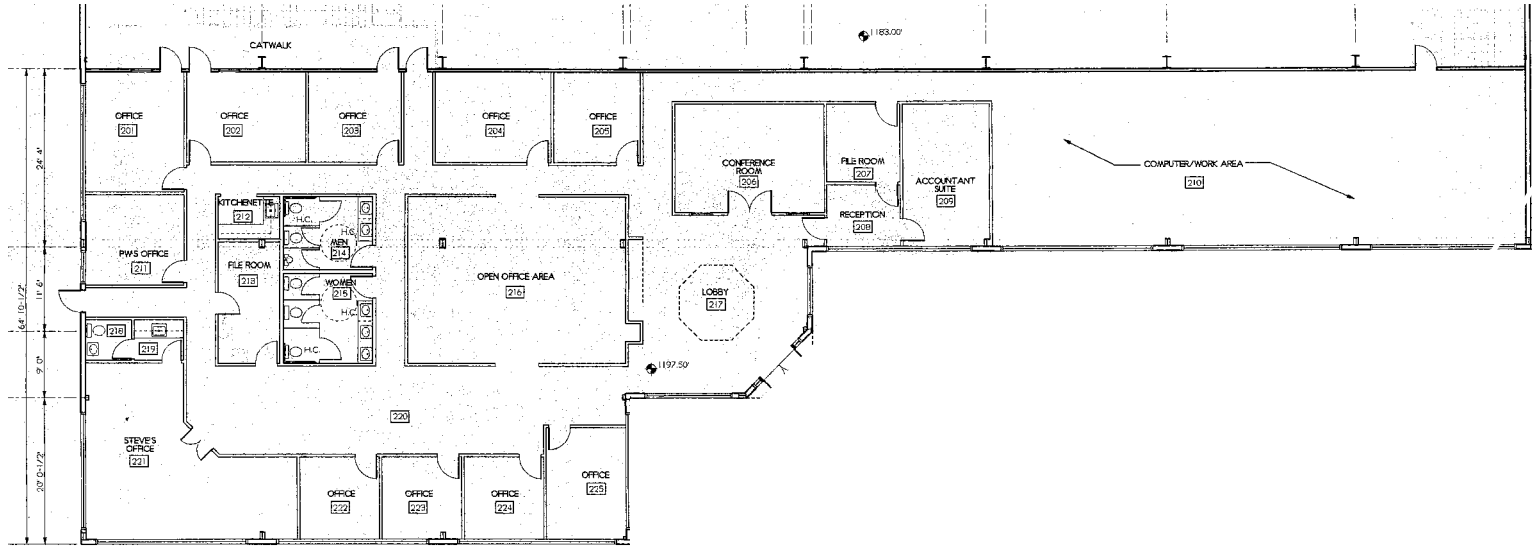 CATWALK
1183.00'
OFFICE
201
OFFICE
202
OFFICE
203
OFFICE
204
OFFICE
205
CONFERENCE
ROOM
206
FILE ROOM
207
RECEPTION
208
ACCOUNTANT
SUITE
209
COMPUTER/WORK AREA
210
24' 4"
KITCHENETTE
212
H.C.
H.C.
MEN
214
PWS OFFICE
211
FILE ROOM
213
WOMEN
215
H.C.
H.C.
OPEN OFFICE AREA
216
LOBBY
217
11' 6"
64' 10-1/2"
218
219
9' 0"
1197.50'
220
STEVE'S
OFFICE
221
20' 0-1/2"
OFFICE
222
OFFICE
223
OFFICE
224
OFFICE
225